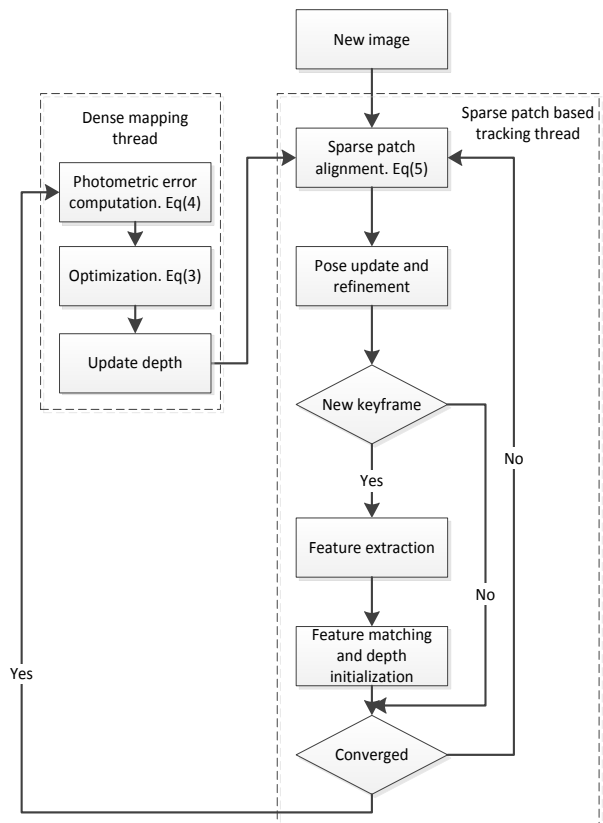 New image
Dense mapping
thread
Photometric error
computation. Eq(4)
Optimization. Eq(3)
Update depth
Sparse patch based
tracking thread
Sparse patch
alignment. Eq(5)
Pose update and
refinement
New keyframe
No
Yes
Feature extraction
No
Feature matching
and depth
initialization
Yes
Converged